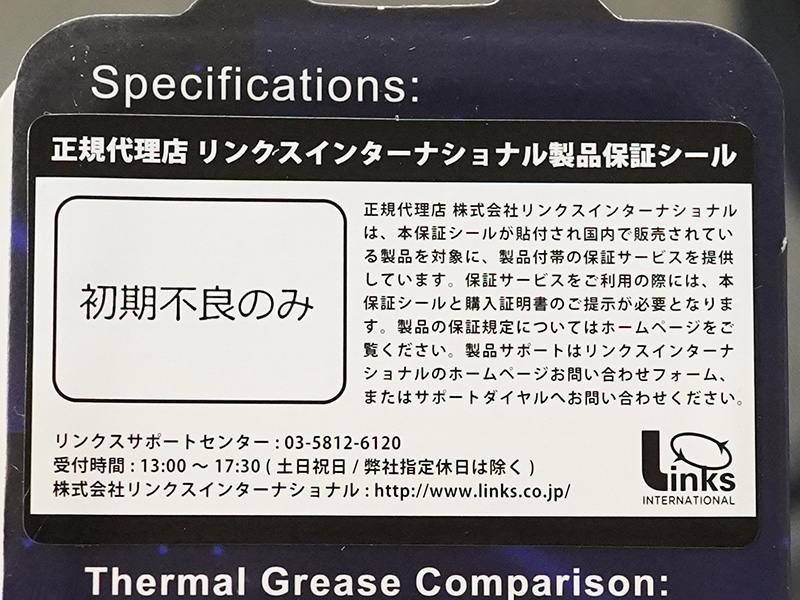 Specifications:
正規代理店 リンクスインターナショナル製品保証シール
初期不良のみ
正規代理店 株式会社リンクスインターナショナル
は、本保証シールが貼付され国内で販売されてい
る製品を対象に、製品付帯の保証サービスを提供
しています。保証サービスをご利用の際には、本
保証シールと購入証明書のご提示が必要となりま
す。製品の保証規定についてはホームページをご
覧ください。製品サポートはリンクスインターナ
ショナルのホームページお問い合わせフォーム、
またはサポートダイヤルへお問い合わせください。
リンクスサポートセンター : 03-5812-6120
受付時間 : 13:00 ～ 17:30 ( 土日祝日 / 弊社指定休日は除く )
株式会社リンクスインターナショナル : http://www.links.co.jp/
Links
INTERNATIONAL
Thermal Grease Comparison: